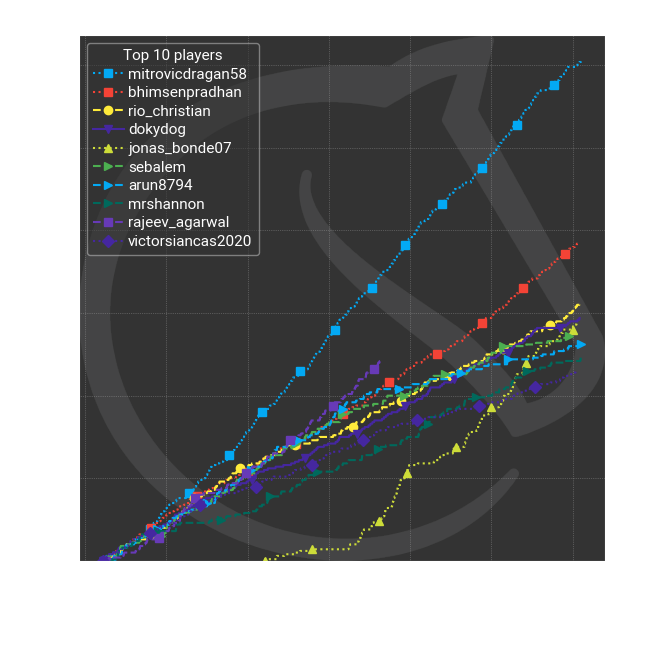 Top 10 players
mitrovicdragan58
bhimsenpradhan
rio_christian
dokydog
jonas_bonde07
sebalem
arun8794
mrshannon
rajeev_agarwal
victorsiancas2020